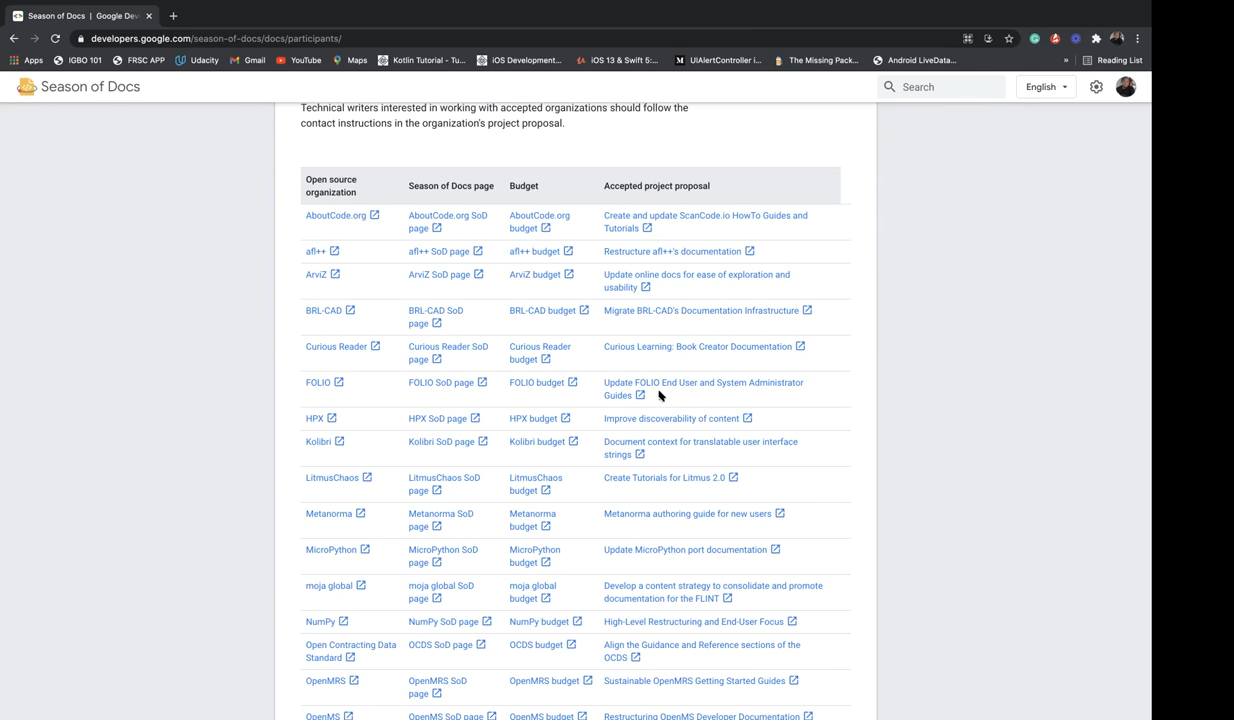 Season of Docs | Google Dev
developers.google.com/season-of-docs/docs/participants/
Apps IGBO 101 FRSC APP Udacity Gmail YouTube Maps Kotlin Tutorial - Tu... iOS Development... iOS 13 & Swift 5:... UIAlertController i... The Missing Pack... Android LiveData... » Reading List
Season of Docs Search English
Technical writers interested in working with accepted organizations should follow the
contact instructions in the organization's project proposal.
Open source
organization Season of Docs page Budget Accepted project proposal
AboutCode.org AboutCode.org SoD AboutCode.org Create and update ScanCode.io HowTo Guides and
page budget Tutorials
afl++ afl++ SoD page afl++ budget Restructure afl++'s documentation
ArviZ ArviZ SoD page ArviZ budget Update online docs for ease of exploration and
usability
BRL-CAD BRL-CAD SoD BRL-CAD budget Migrate BRL-CAD's Documentation Infrastructure
page
Curious Reader Curious Reader SoD Curious Reader Curious Learning: Book Creator Documentation
page budget
FOLIO FOLIO SoD page FOLIO budget Update FOLIO End User and System Administrator
Guides
HPX HPX SoD page HPX budget Improve discoverability of content
Kolibri Kolibri SoD page Kolibri budget Document context for translatable user interface
strings
LitmusChaos LitmusChaos SoD LitmusChaos Create Tutorials for Litmus 2.0
page budget
Metanorma Metanorma SoD Metanorma Metanorma authoring guide for new users
page budget
MicroPython MicroPython SoD MicroPython Update MicroPython port documentation
page budget
moja global moja global SoD moja global Develop a content strategy to consolidate and promote
page budget documentation for the FLINT
NumPy NumPy SoD page NumPy budget High-Level Restructuring and End-User Focus
Open Contracting Data OCDS SoD page OCDS budget Align the Guidance and Reference sections of the
Standard OCDS
OpenMRS OpenMRS SoD OpenMRS budget Sustainable OpenMRS Getting Started Guides
page
OpenMS OpenMS SoD page OpenMS budget Restructuring OpenMS Developer Documentation